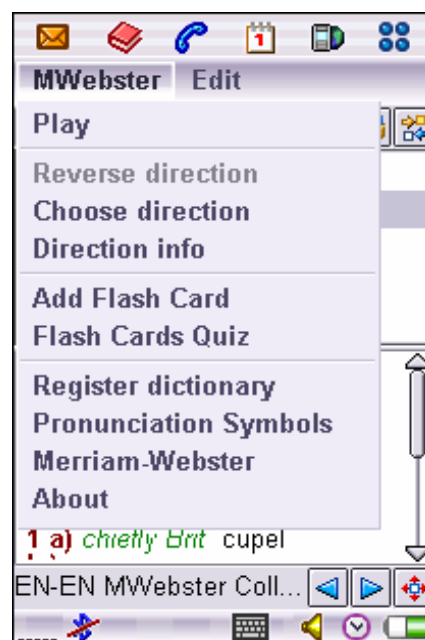 1
MWebster Edit
Play
Reverse direction
Choose direction
Direction info
Add Flash Card
Flash Cards Quiz
Register dictionary
Pronunciation Symbols
Merriam-Webster
About
1 a) chiefly Brit cupel
EN-EN MWebster Coll...